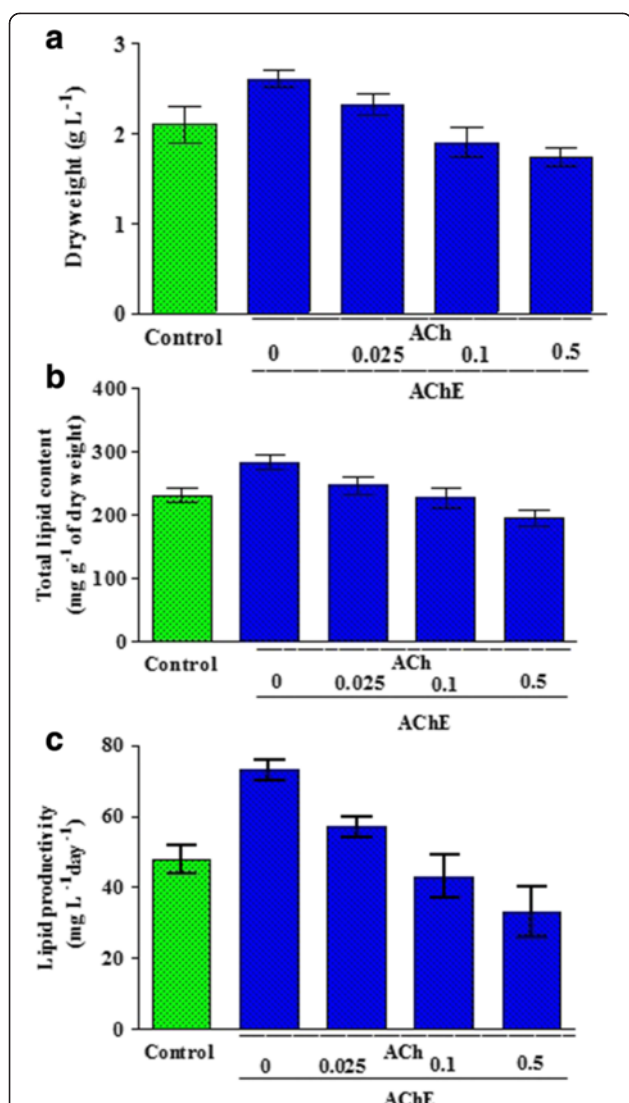 a
3
2
1
0
Dryweight (g L⁻¹)
Control
ACh
0 0.025 0.1 0.5
AChE
b
400
300
200
100
0
Total lipid content
(mg g⁻¹ of dry weight)
Control
ACh
0 0.025 0.1 0.5
AChE
c
80
60
40
20
0
Lipid productivity
(mg L⁻¹day⁻¹)
Control
ACh
0 0.025 0.1 0.5
AChE